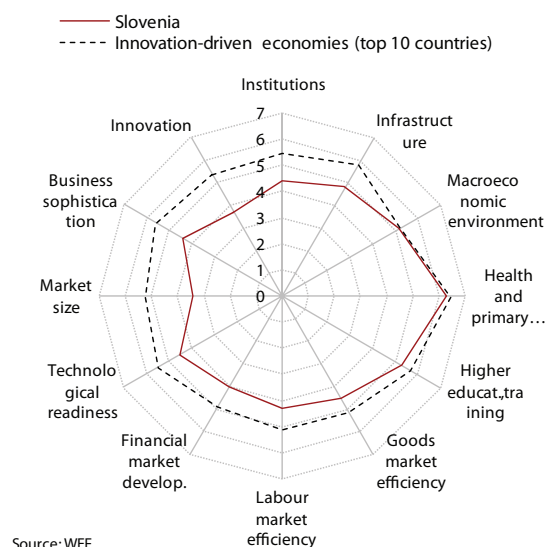 Slovenia
Innovation-driven economies (top 10 countries)
Institutions
7
6
5
4
3
2
1
0
Infrastruct
ure
Macroeco
nomic
environment
Health
and
primary…
Higher
educat.,tra
ining
Goods
market
efficiency
Labour
market
efficiency
Financial
market
develop.
Technolo
gical
readiness
Market
size
Business
sophistica
tion
Innovation
Source: WEF